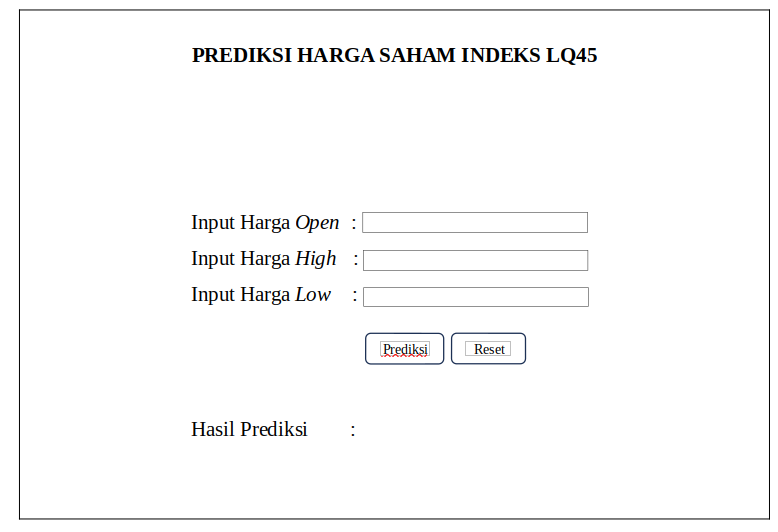 PREDIKSI HARGA SAHAM INDEKS LQ45
Input Harga Open :
Input Harga High :
Input Harga Low :
Prediksi Reset
Hasil Prediksi :